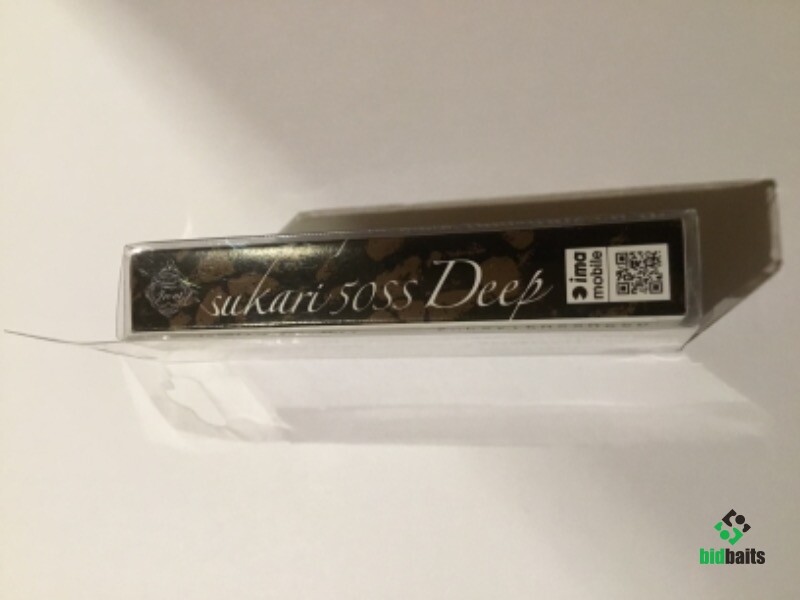 sukari 50SS Deep
ima
mobile
bidbaits